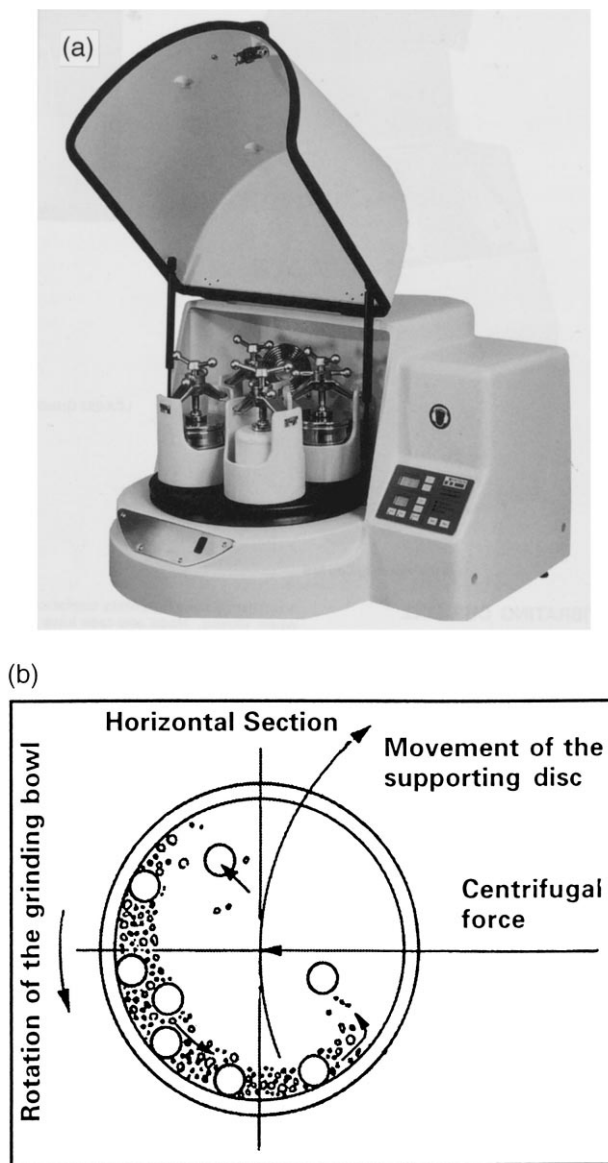 (a)
(b)
Horizontal Section
Movement of the
supporting disc
Centrifugal
force
Rotation of the grinding bowl